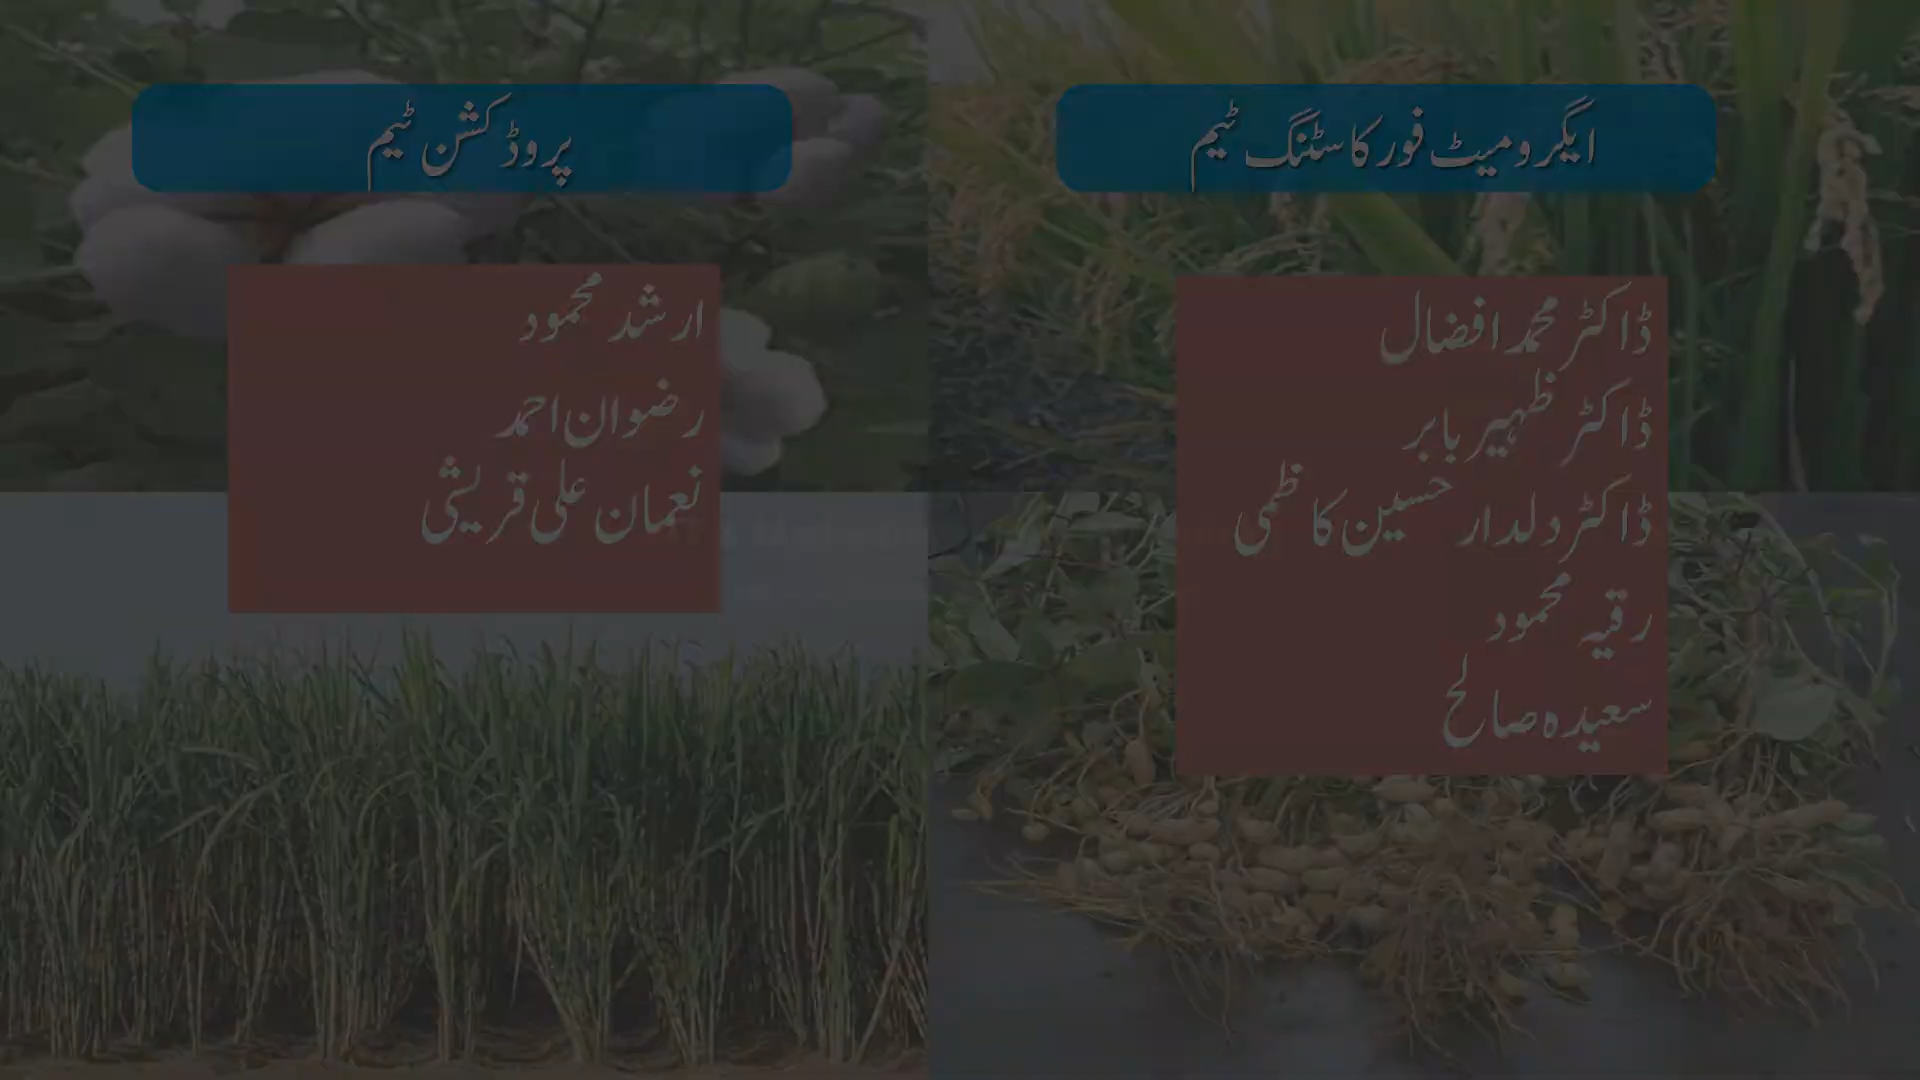 ایگرومیٹ فورکاسٹنگ ٹیم
ڈاکٹر محمد افضال
ڈاکٹر ظہیر بابر
ڈاکٹر دلدار حسین کاظمی
رقیہ محمود
سعیدہ صالح
پروڈکشن ٹیم
ارشد محمود
رضوان احمد
نعمان علی قریشی